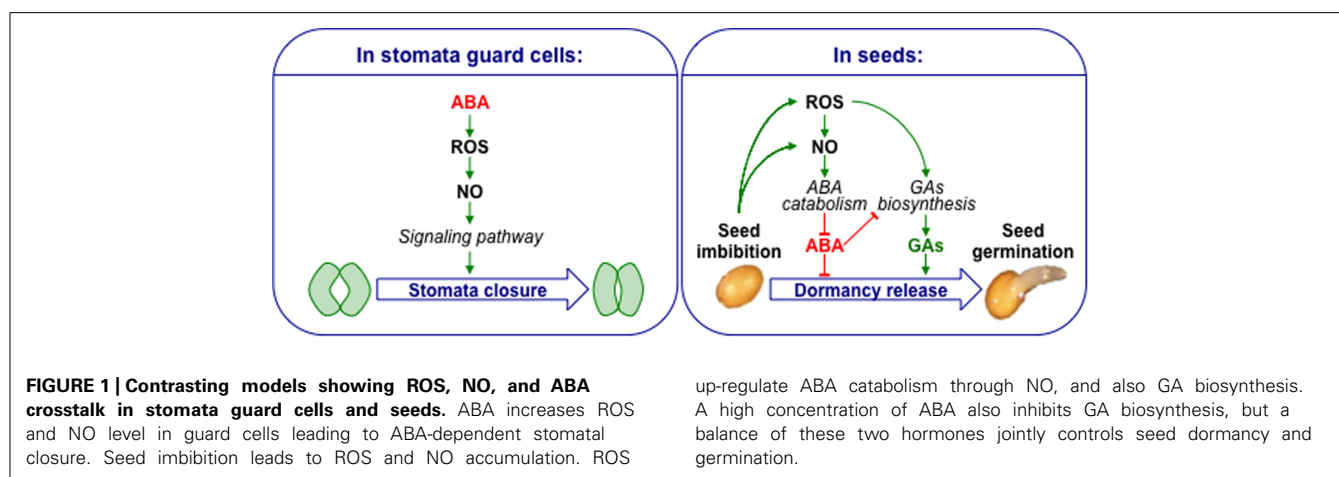 In stomata guard cells:
ABA
ROS
NO
Signaling pathway
Stomata closure
In seeds:
ROS
NO
ABA
catabolism
GAs
biosynthesis
Seed
imbibition
ABA
GAs
Seed
germination
Dormancy release
FIGURE 1 | Contrasting models showing ROS, NO, and ABA
crosstalk in stomata guard cells and seeds. ABA increases ROS
and NO level in guard cells leading to ABA-dependent stomatal
closure. Seed imbibition leads to ROS and NO accumulation. ROS
up-regulate ABA catabolism through NO, and also GA biosynthesis.
A high concentration of ABA also inhibits GA biosynthesis, but a
balance of these two hormones jointly controls seed dormancy and
germination.